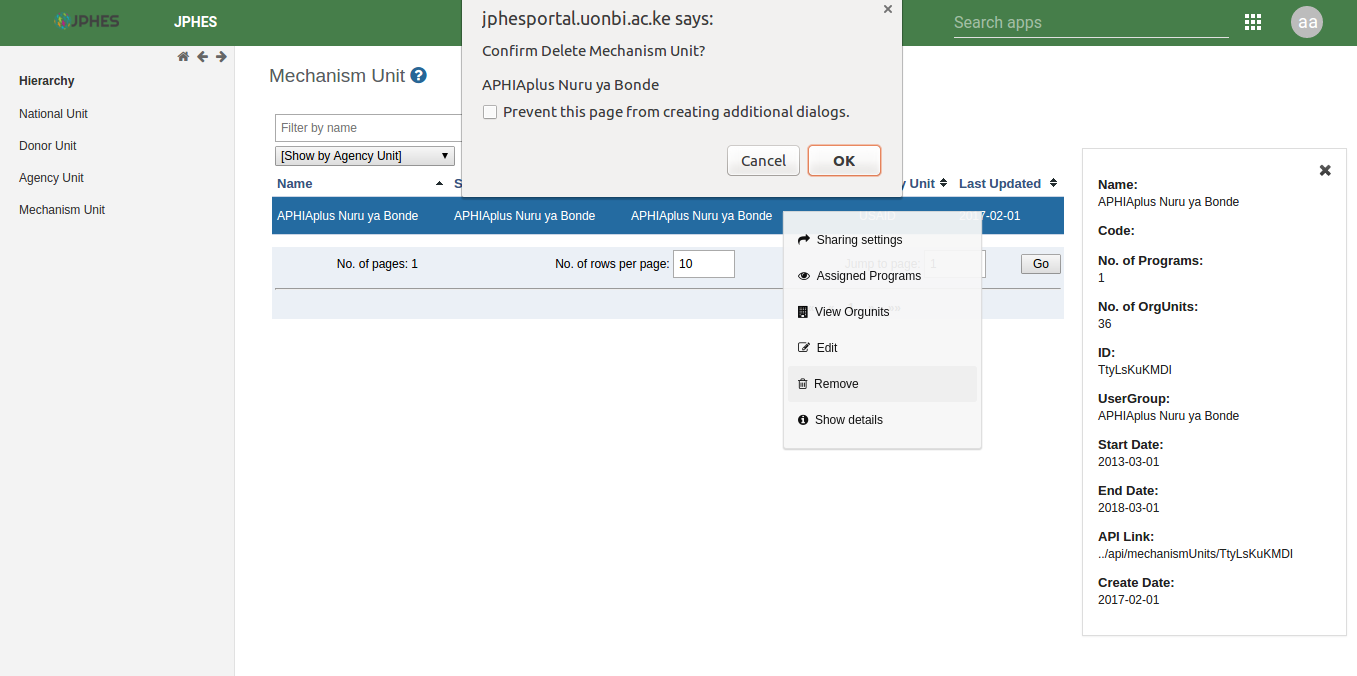 JPHES
JPHES
Search apps
aa
jphesportal.uonbi.ac.ke says:
Confirm Delete Mechanism Unit?
APHIAplus Nuru ya Bonde
Prevent this page from creating additional dialogs.
Cancel
OK
Hierarchy
National Unit
Donor Unit
Agency Unit
Mechanism Unit
Mechanism Unit
Filter by name
[Show by Agency Unit]
Name
Unit
Last Updated
APHIAplus Nuru ya Bonde APHIAplus Nuru ya Bonde APHIAplus Nuru ya Bonde USAID 2017-02-01
No. of pages: 1 No. of rows per page: 10 Jump to page: 1 Go
Sharing settings
Assigned Programs
View Orgunits
Edit
Remove
Show details
Name:
APHIAplus Nuru ya Bonde
Code:
No. of Programs:
1
No. of OrgUnits:
36
ID:
TtyLsKuKMDI
UserGroup:
APHIAplus Nuru ya Bonde
Start Date:
2013-03-01
End Date:
2018-03-01
API Link:
../api/mechanismUnits/TtyLsKuKMDI
Create Date:
2017-02-01